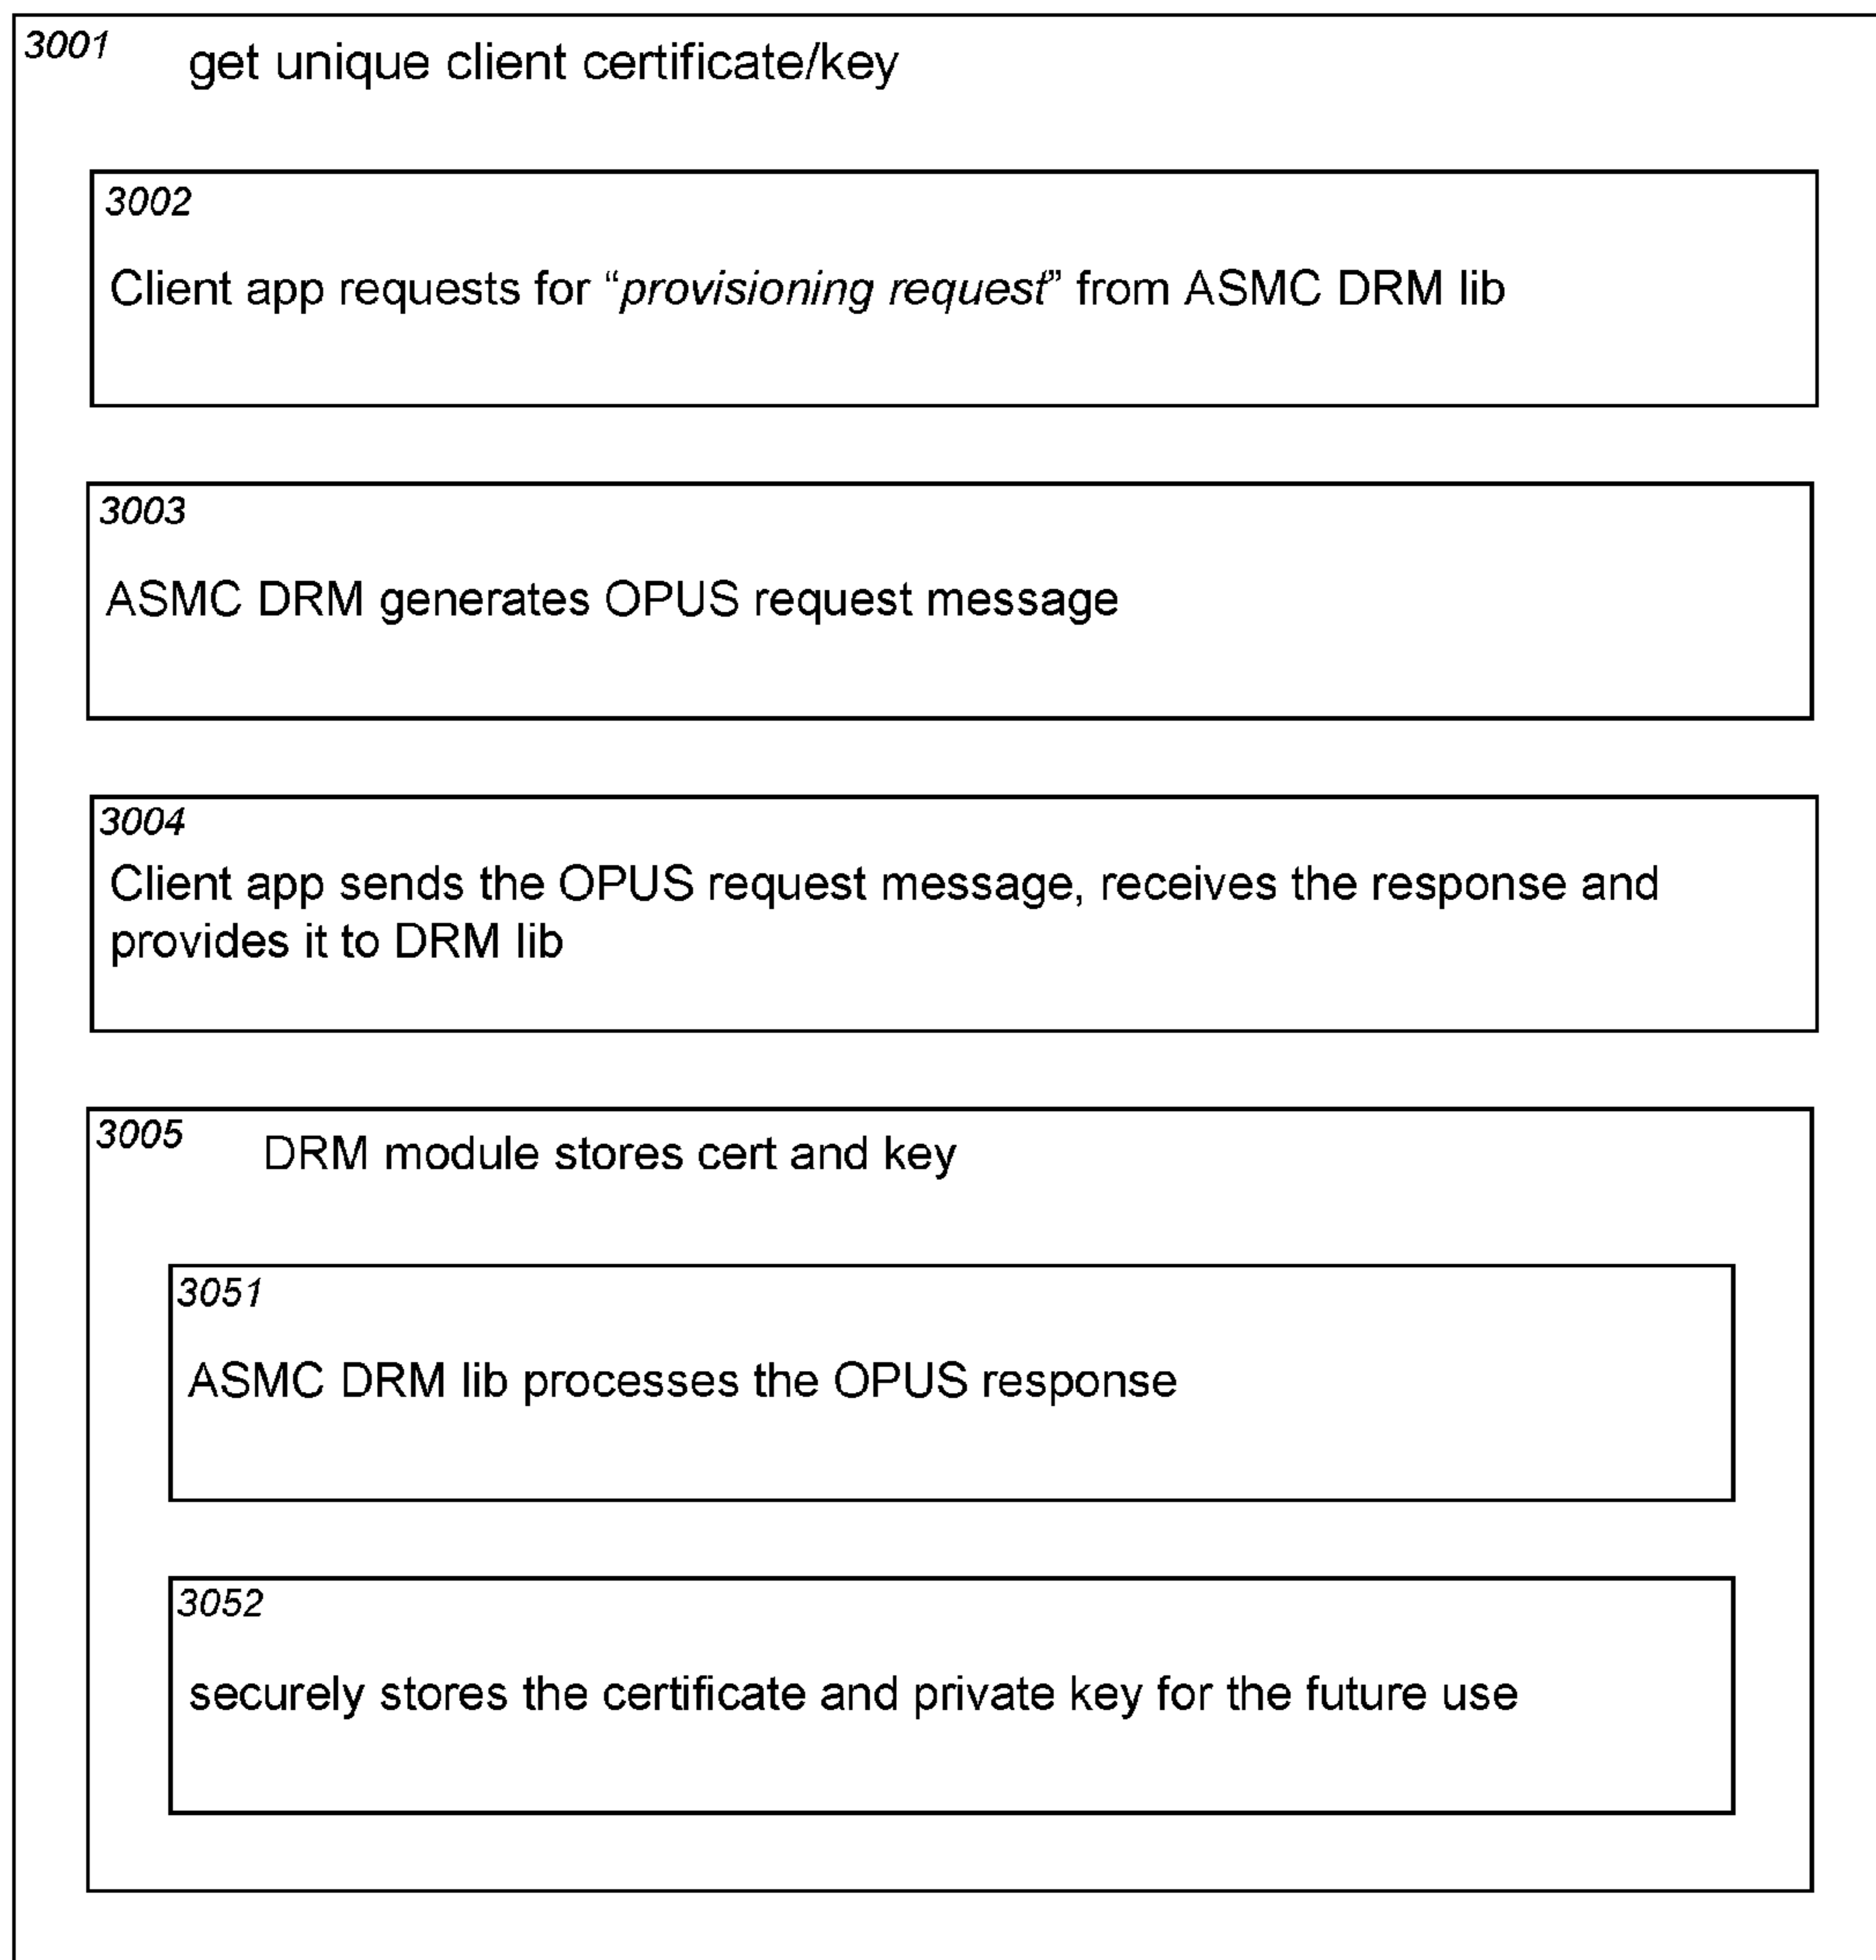 3001
get unique client certificate/key
3002
Client app requests for “provisioning request” from ASMC DRM lib
3003
ASMC DRM generates OPUS request message
3004
Client app sends the OPUS request message, receives the response and
provides it to DRM lib
3005
DRM module stores cert and key
3051
ASMC DRM lib processes the OPUS response
3052
securely stores the certificate and private key for the future use